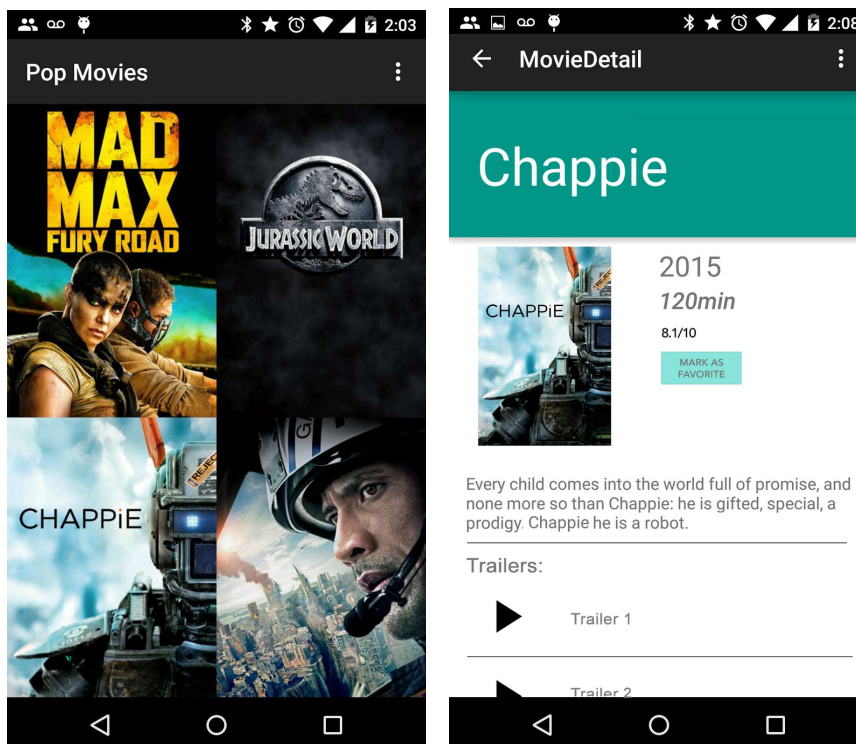 2:03
Pop Movies
MAD
MAX
FURY ROAD
JURASSIC WORLD
CHAPPiE
REJEC
2:08
MovieDetail
Chappie
CHAPPiE
2015
120min
8.1/10
MARK AS
FAVORITE
Every child comes into the world full of promise, and
none more so than Chappie: he is gifted, special, a
prodigy. Chappie he is a robot.
Trailers:
Trailer 1
Trailer 2